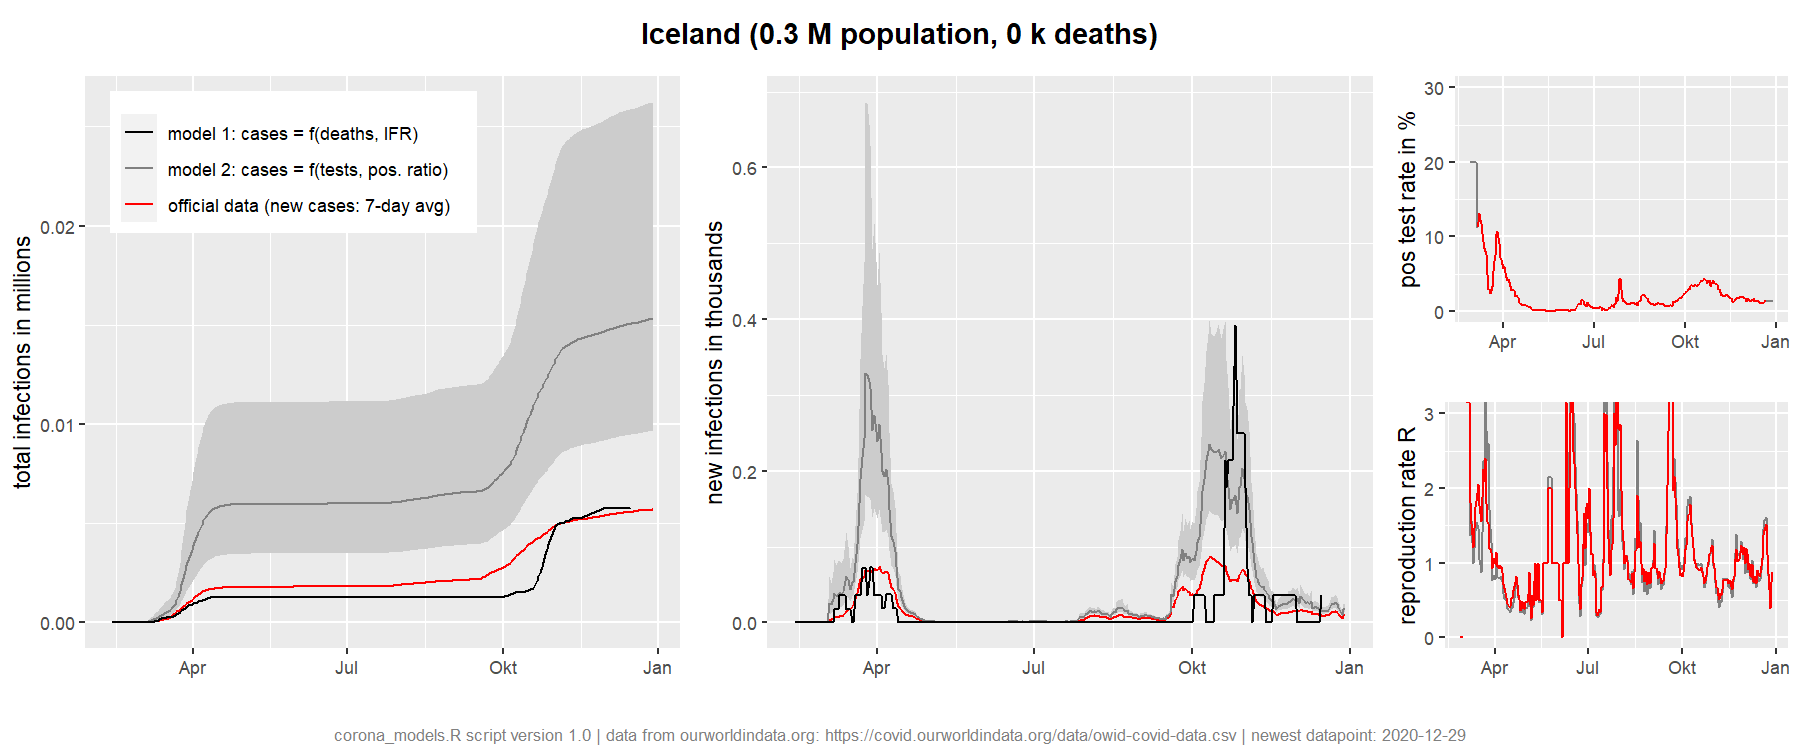 Iceland (0.3 M population, 0 k deaths)
total infections in millions
0.02
0.01
0.00
Apr
Jul
Okt
Jan
model 1: cases = f(deaths, IFR)
model 2: cases = f(tests, pos. ratio)
official data (new cases: 7-day avg)
new infections in thousands
0.6
0.4
0.2
0.0
Apr
Jul
Okt
Jan
pos test rate in %
30
20
10
0
Apr
Jul
Okt
Jan
reproduction rate R
3
2
1
0
Apr
Jul
Okt
Jan
corona_models.R script version 1.0 | data from ourworldindata.org: https://covid.ourworldindata.org/data/owid-covid-data.csv | newest datapoint: 2020-12-29